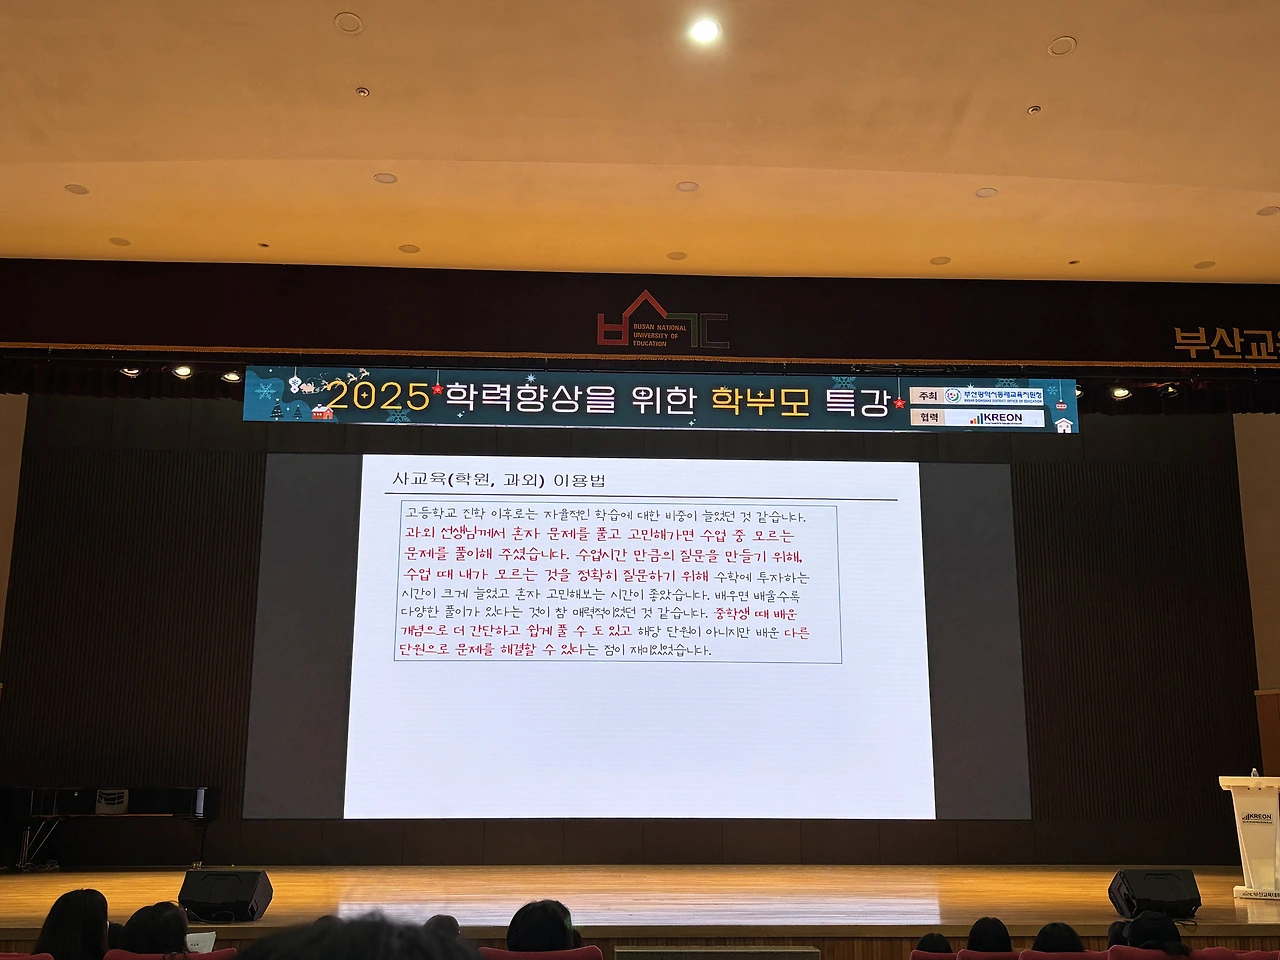 BUSAN NATIONAL
UNIVERSITY OF
EDUCATION
부산교
2025 학력향상을 위한 학부모 특강
주최 부산광역시동래교육지원청
BUSAN DONGNAE DISTRICT OFFICE OF EDUCATION
협력 KREON
사교육(학원, 과외) 이용법
고등학교 진학 이후로는 자율적인 학습에 대한 비중이 늘었던 것 같습니다.
과외 선생님께서 혼자 문제를 풀고 고민해가면 수업 중 모르는
문제를 풀이해 주셨습니다. 수업시간 만큼의 질문을 만들기 위해,
수업 때 내가 모르는 것을 정확히 질문하기 위해 수학에 투자하는
시간이 크게 늘었고 혼자 고민해보는 시간이 좋았습니다. 배우면 배울수록
다양한 풀이가 있다는 것이 참 매력적이었던 것 같습니다. 중학생 때 배운
개념으로 더 간단하고 쉽게 풀 수 도 있고 해당 단원이 아니지만 배운 다른
단원으로 문제를 해결할 수 있다는 점이 재미있었습니다.
KREON
부산교육대학